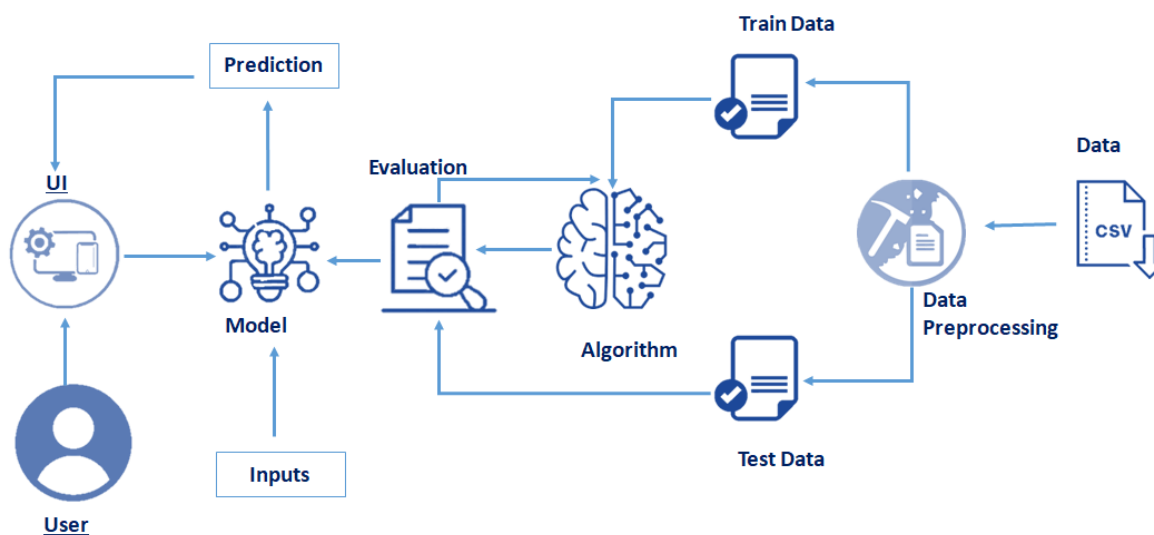 Train Data
Prediction
Data
Evaluation
UI
CSV
Data
Preprocessing
Model
Algorithm
Test Data
Inputs
User